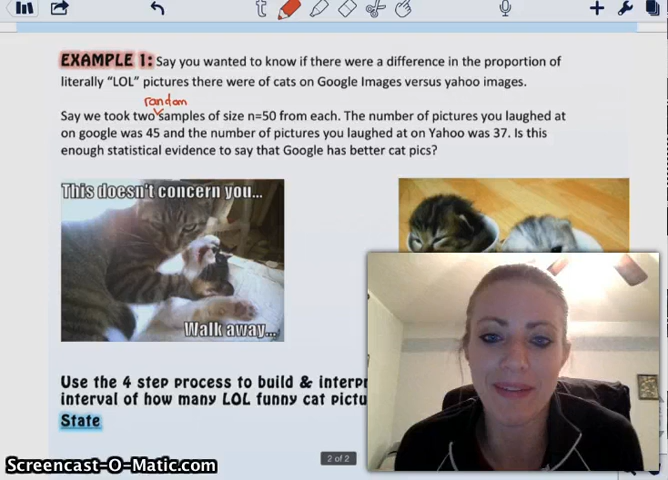 EXAMPLE 1: Say you wanted to know if there were a difference in the proportion of
literally “LOL” pictures there were of cats on Google Images versus yahoo images.
random
Say we took two samples of size n=50 from each. The number of pictures you laughed at
on google was 45 and the number of pictures you laughed at on Yahoo was 37. Is this
enough statistical evidence to say that Google has better cat pics?
This doesn't concern you...
Walk away...
Use the 4 step process to build & interpr
interval of how many LOL funny cat pictu
State
2 of 2
Screencast-O-Matic.com